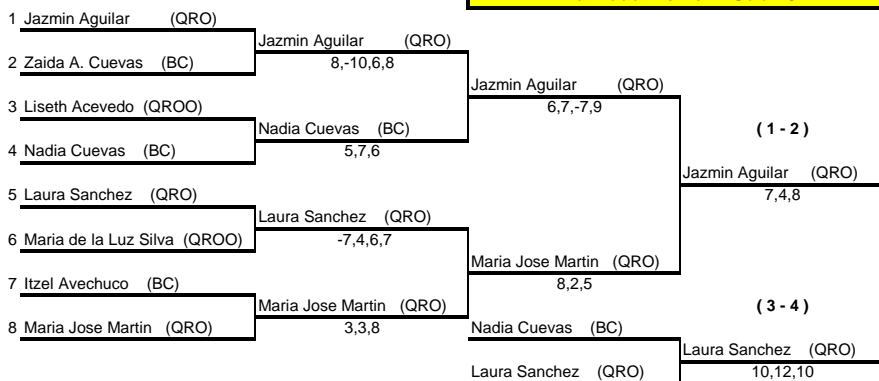 1 Jazmin Aguilar (QRO)
Jazmin Aguilar (QRO)
2 Zaida A. Cuevas (BC)
8,-10,6,8
Jazmin Aguilar (QRO)
3 Liseth Acevedo (QROO)
6,7,-7,9
Nadia Cuevas (BC)
( 1 - 2 )
4 Nadia Cuevas (BC)
5,7,6
Jazmin Aguilar (QRO)
5 Laura Sanchez (QRO)
7,4,8
Laura Sanchez (QRO)
6 Maria de la Luz Silva (QROO)
-7,4,6,7
Maria Jose Martin (QRO)
7 Itzel Avechuco (BC)
8,2,5
Maria Jose Martin (QRO)
( 3 - 4 )
8 Maria Jose Martin (QRO)
3,3,8
Nadia Cuevas (BC)
Laura Sanchez (QRO)
Laura Sanchez (QRO)
10,12,10